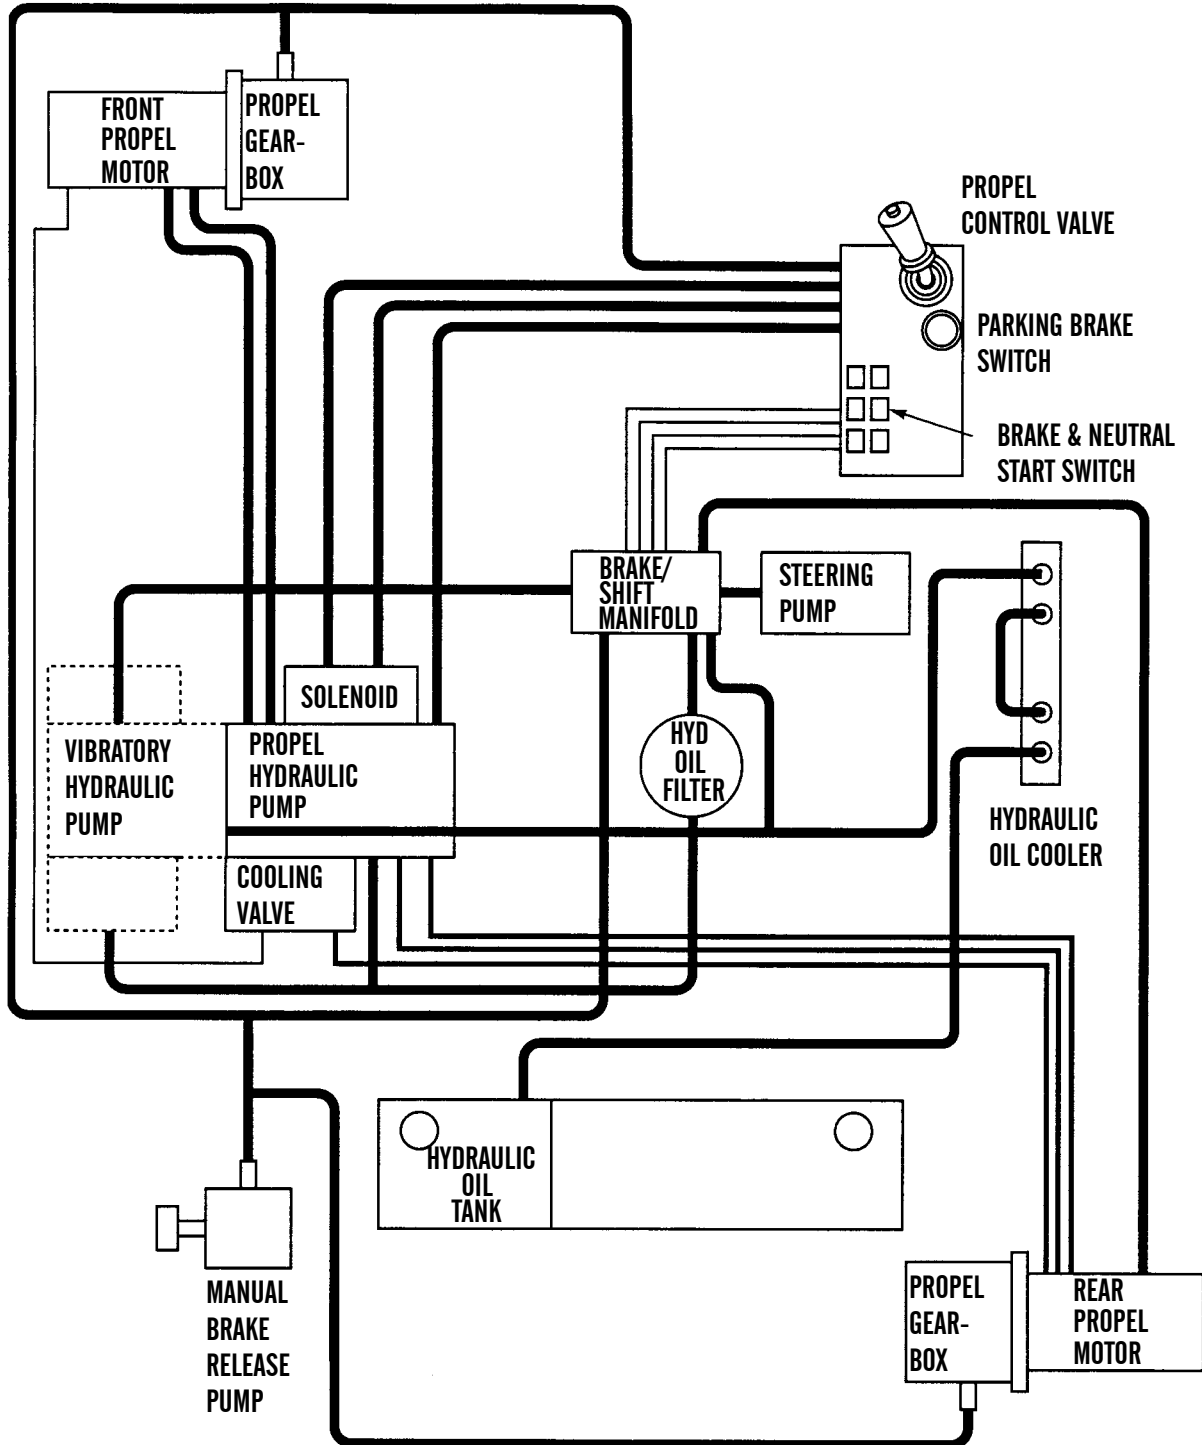 FRONT
PROPEL
MOTOR
PROPEL
GEAR-
BOX
PROPEL
CONTROL VALVE
PARKING BRAKE
SWITCH
BRAKE & NEUTRAL
START SWITCH
BRAKE/
SHIFT
MANIFOLD
STEERING
PUMP
SOLENOID
VIBRATORY
HYDRAULIC
PUMP
PROPEL
HYDRAULIC
PUMP
HYD
OIL
FILTER
HYDRAULIC
OIL COOLER
COOLING
VALVE
HYDRAULIC
OIL
TANK
MANUAL
BRAKE
RELEASE
PUMP
PROPEL
GEAR-
BOX
REAR
PROPEL
MOTOR